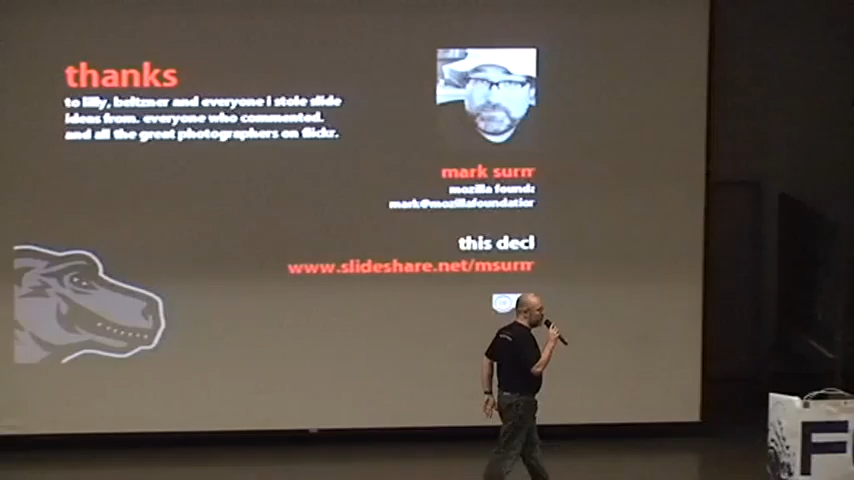 thanks
to lilly, beltzner and everyone i stole slide
ideas from. everyone who commented.
and all the great photographers on flickr.
mark surm
mozilla founda
mark@mozillafoundation
this deck
www.slideshare.net/msurm
F